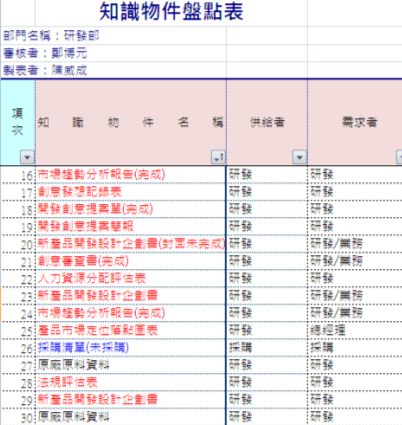 知識物件盤點表
部門名稱：研發部
審核者：鄭博元
製表者：陳威成
項次 知識物件名稱 供給者 需求者
16 市場趨勢分析報告(完成) 研發 研發
17 創意發想記錄表 研發 研發
18 開發創意提案單(完成) 研發 研發
19 開發創意提案簡報 研發 研發
20 新產品開發設計企劃書(封面未完成) 研發 研發/業務
21 創意審查書(完成) 研發 研發/業務
22 人力資源分配評估表 研發 研發
23 新產品開發設計企劃書 研發 研發/業務
24 市場趨勢分析報告(完成) 研發 研發/業務
25 產品市場定位落點圖表 研發 總經理
26 採購清單(未採購) 採購 採購
27 原廠原料資料 研發 研發
28 法規評估表 研發 研發
29 新產品開發設計企劃書 研發 研發
30 原廠原料資料 研發 研發